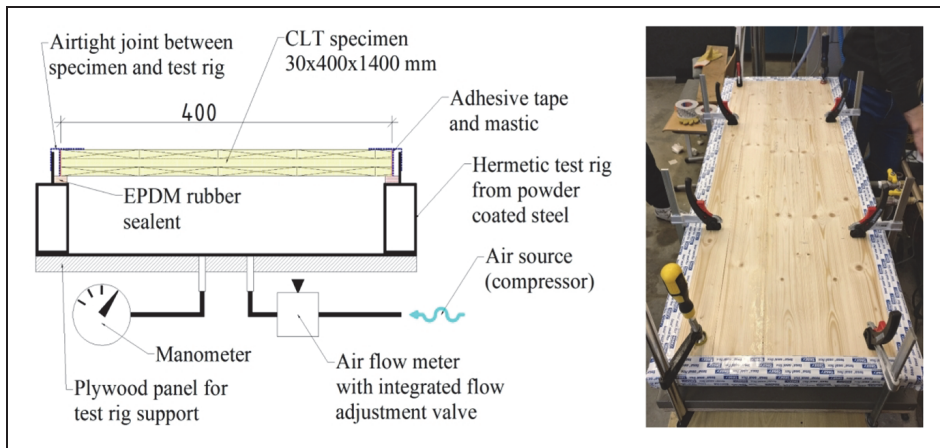 Airtight joint between
specimen and test rig
CLT specimen
30x400x1400 mm
400
Adhesive tape
and mastic
EPDM rubber
sealent
Hermetic test rig
from powder
coated steel
Air source
(compressor)
Manometer
Air flow meter
with integrated flow
adjustment valve
Plywood panel for
test rig support